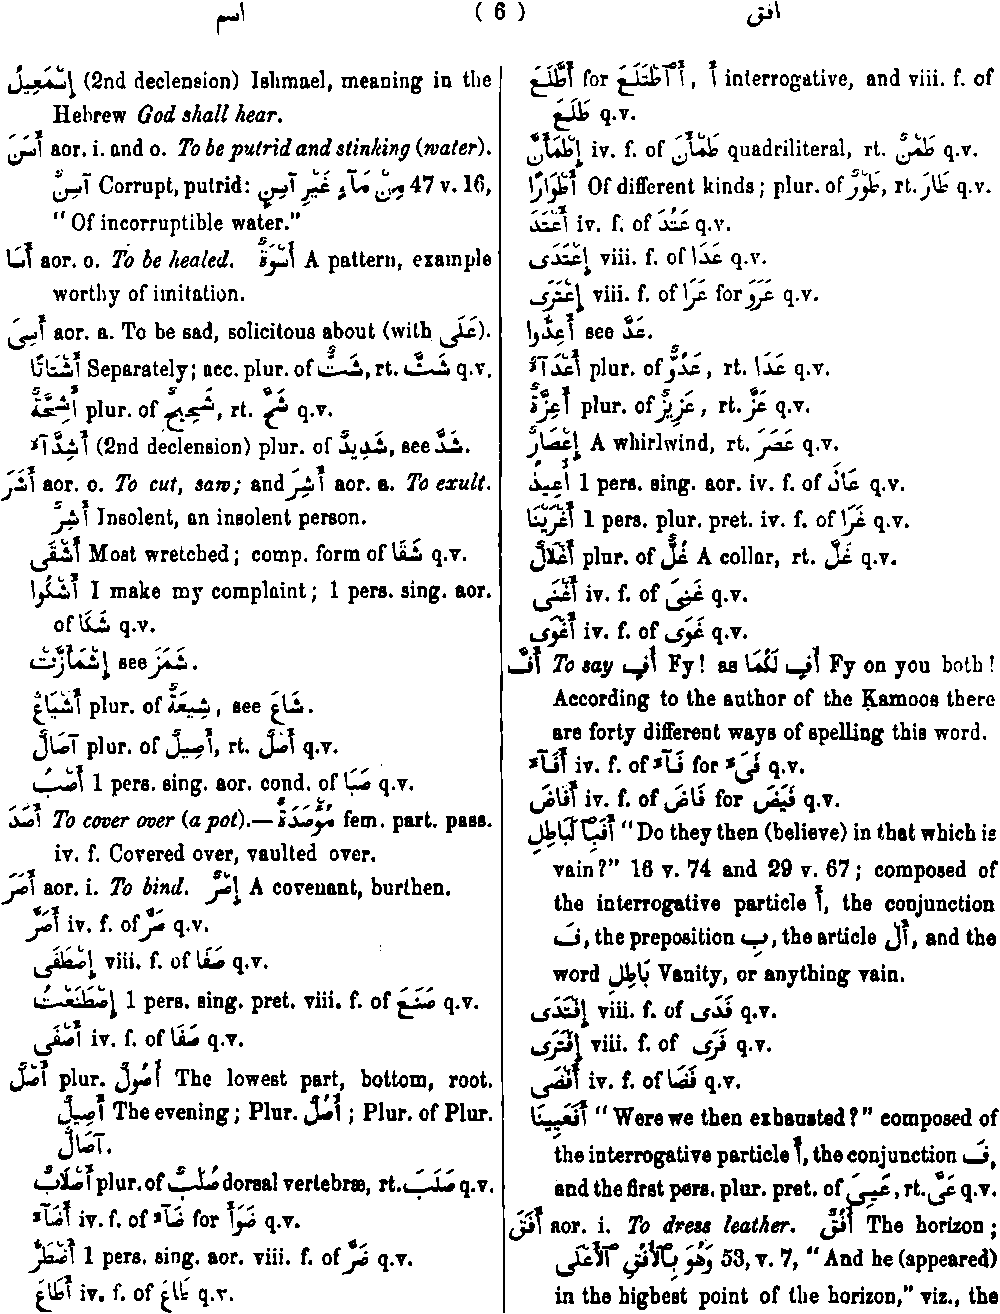 اسم ( 6 ) افق
إِسْمٰعِيلُ (2nd declension) Ishmael, meaning in the
Hebrew God shall hear.
أَسَنَ aor. i. and o. To be putrid and stinking (water).
آسِنٌ Corrupt, putrid: مِنْ مَآءٍ غَيْرِ آسِنٍ 47 v. 16,
"Of incorruptible water."
أَسَا aor. o. To be healed. أُسْوَةٌ A pattern, example
worthy of imitation.
أَسِىَ aor. a. To be sad, solicitous about (with عَلَى).
أَشْتَاتًا Separately; acc. plur. of شَتٌّ, rt. شَتَّ q.v.
أَشِحَّةً plur. of شَحِيحٌ, rt. شَحَّ q.v.
أَشِدَّآءُ (2nd declension) plur. of شَدِيدٌ, see شَدَّ.
أَشَرَ aor. o. To cut, saw; and أَشِرَ aor. a. To exult.
أَشِرٌ Insolent, an insolent person.
أَشْقَى Most wretched; comp. form of شَقَا q.v.
أَشْكُوا I make my complaint; 1 pers. sing. aor.
of شَكَا q.v.
إِشْمَأَزَّتْ see شَمَزَ.
أَشْيَاعٌ plur. of شِيعَةٌ, see شَاعَ.
آصَالٌ plur. of أَصِيلٌ, rt. أَصُلَ q.v.
أَصْبُ 1 pers. sing. aor. cond. of صَبَا q.v.
أَصَدَ To cover over (a pot).—مُؤْصَدَةٌ fem. part. pass.
iv. f. Covered over, vaulted over.
أَصَرَ aor. i. To bind. إِصْرٌ A covenant, burthen.
أَصَرَّ iv. f. of صَرَّ q.v.
إِصْطَفَى viii. f. of صَفَا q.v.
إِصْطَنَعْتُ 1 pers. sing. pret. viii. f. of صَنَعَ q.v.
أَصْفَى iv. f. of صَفَا q.v.
أَصْلٌ plur. أُصُولٌ The lowest part, bottom, root.
أَصِيلٌ The evening; Plur. أُصُلٌ; Plur. of Plur.
آصَالٌ.
أَصْلَابٌ plur. of صُلْبٌ dorsal vertebræ, rt. صَلَبَ q.v.
أَضَآءَ iv. f. of ضَآءَ for ضَوَأَ q.v.
أَضْطَرُّ 1 pers. sing. aor. viii. f. of ضَرَّ q.v.
أَطَاعَ iv. f. of طَاعَ q.v.
أَطَّلَعَ for أَاِطْتَلَعَ, أَ interrogative, and viii. f. of
طَلَعَ q.v.
إِطْمَأَنَّ iv. f. of طَمْأَنَ quadriliteral, rt. طَمْنٌ q.v.
أَطْوَارًا Of different kinds; plur. of طَوْرٌ, rt. طَارَ q.v.
أَعْتَدَ iv. f. of عَتُدَ q.v.
إِعْتَدَى viii. f. of عَدَا q.v.
إِعْتَرَى viii. f. of عَرَا for عَرَوَ q.v.
أَعِدُّوا see عَدَّ.
أَعْدَآءٌ plur. of عَدُوٌّ, rt. عَدَا q.v.
أَعِزَّةٌ plur. of عَزِيزٌ, rt. عَزَّ q.v.
إِعْصَارٌ A whirlwind, rt. عَصَرَ q.v.
أُعِيذُ 1 pers. sing. aor. iv. f. of عَاذَ q.v.
أَغْرَيْنَا 1 pers. plur. pret. iv. f. of غَرَا q.v.
أَغْلَالٌ plur. of غُلٌّ A collar, rt. غَلَّ q.v.
أَغْنَى iv. f. of غَنِىَ q.v.
أَغْوَى iv. f. of غَوَى q.v.
أَفَّ To say أُفٍ Fy! as أُفٍ لَكُمَا Fy on you both!
According to the author of the Kamoos there
are forty different ways of spelling this word.
أَفَآءَ iv. f. of فَآءَ for فَىَءَ q.v.
أَفَاضَ iv. f. of فَاضَ for فَيَضَ q.v.
أَفَبِالْبَاطِلِ "Do they then (believe) in that which is
vain?" 16 v. 74 and 29 v. 67; composed of
the interrogative particle أَ, the conjunction
فَ, the preposition بِ, the article أَلْ, and the
word بَاطِلٌ Vanity, or anything vain.
إِفْتَدَى viii. f. of فَدَى q.v.
إِفْتَرَى viii. f. of فَرَى q.v.
أَفْضَى iv. f. of فَضَا q.v.
أَفَعَيِينَا "Were we then exhausted?" composed of
the interrogative particle أَ, the conjunction فَ,
and the first pers. plur. pret. of عَيِىَ, rt. عَىَّ q.v.
أَفَقَ aor. i. To dress leather. أُفُقٌ The horizon;
وَهُوَ بِٱلْأُفُقِ ٱلْأَعْلَى 53, v. 7, "And he (appeared)
in the highest point of the horizon," viz., the